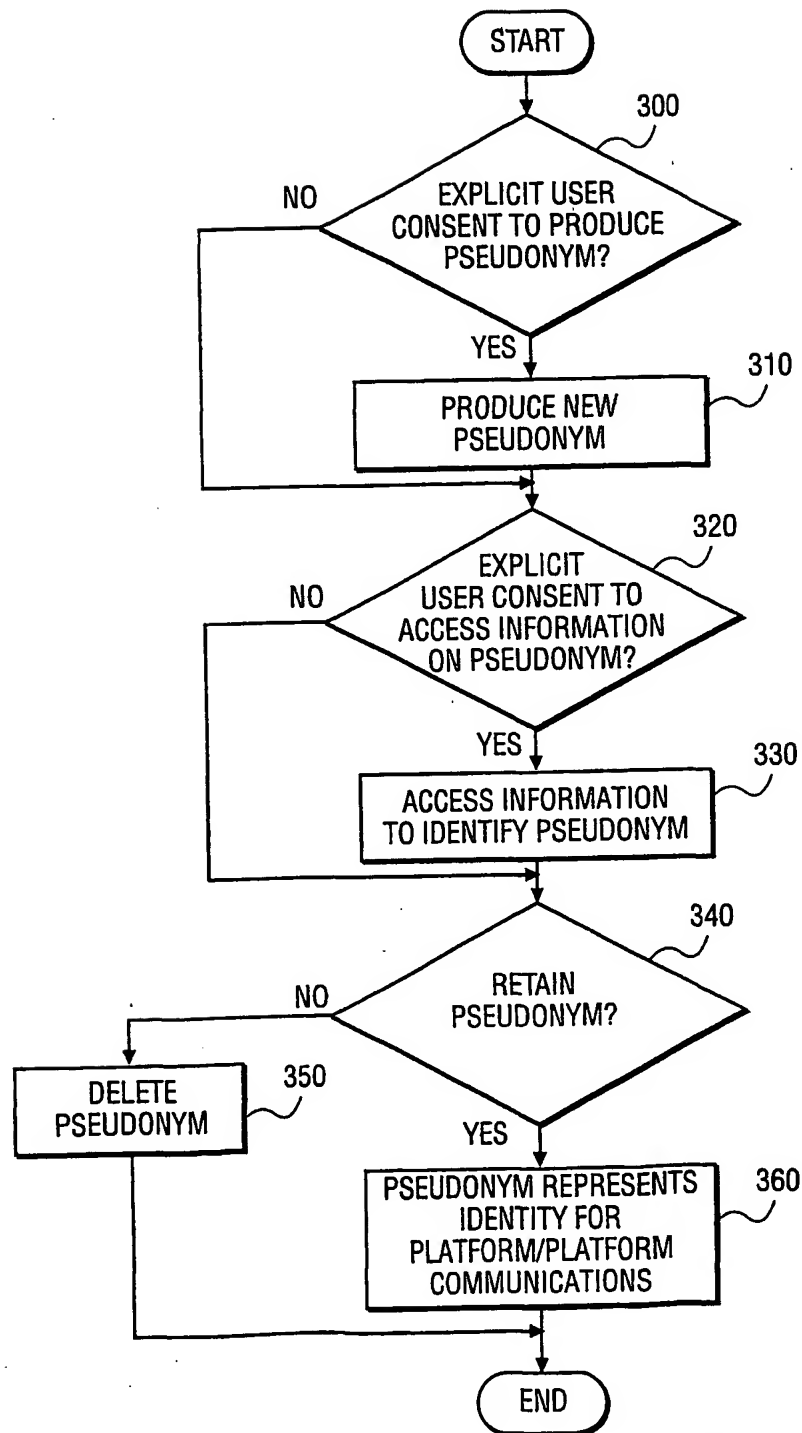 START
300
NO
EXPLICIT USER
CONSENT TO PRODUCE
PSEUDONYM?
YES
310
PRODUCE NEW
PSEUDONYM
320
NO
EXPLICIT
USER CONSENT TO
ACCESS INFORMATION
ON PSEUDONYM?
YES
330
ACCESS INFORMATION
TO IDENTIFY PSEUDONYM
340
NO
RETAIN
PSEUDONYM?
DELETE
PSEUDONYM
350
YES
PSEUDONYM REPRESENTS
IDENTITY FOR
PLATFORM/PLATFORM
COMMUNICATIONS
360
END